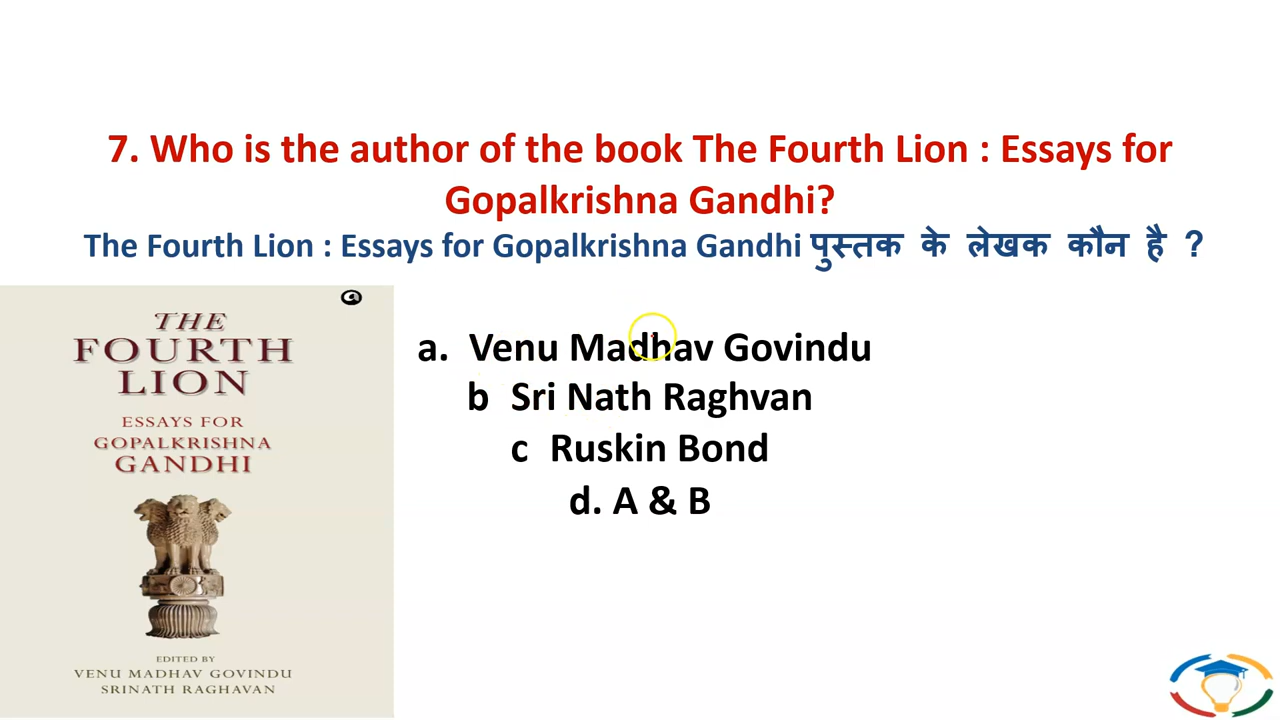 7. Who is the author of the book The Fourth Lion : Essays for
Gopalkrishna Gandhi?
The Fourth Lion : Essays for Gopalkrishna Gandhi पुस्तक के लेखक कौन है ?
THE
FOURTH
LION
ESSAYS FOR
GOPALKRISHNA
GANDHI
EDITED BY
VENU MADHAV GOVINDU
SRINATH RAGHAVAN
a. Venu Madhav Govindu
b Sri Nath Raghvan
c Ruskin Bond
d. A & B